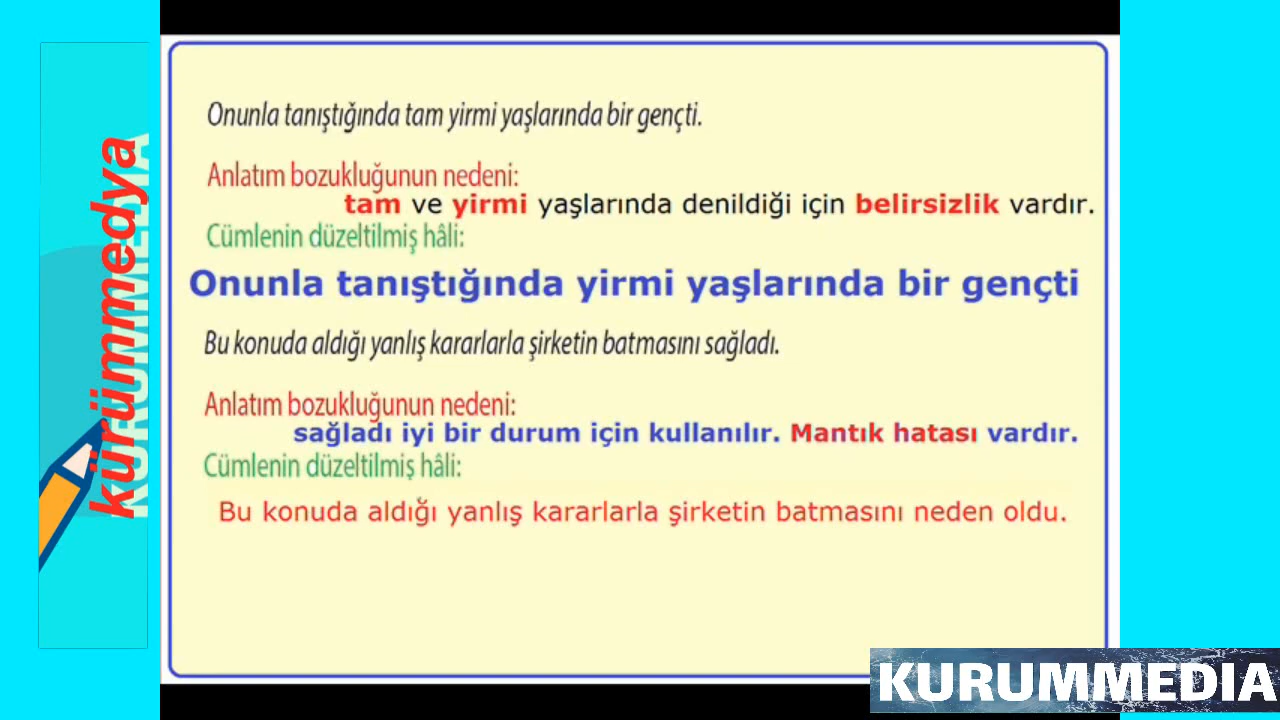 Onunla tanıştığında tam yirmi yaşlarında bir gençti.
Anlatım bozukluğunun nedeni:
tam ve yirmi yaşlarında denildiği için belirsizlik vardır.
Cümlenin düzeltilmiş hâli:
Onunla tanıştığında yirmi yaşlarında bir gençti
Bu konuda aldığı yanlış kararlarla şirketin batmasını sağladı.
Anlatım bozukluğunun nedeni:
sağladı iyi bir durum için kullanılır. Mantık hatası vardır.
Cümlenin düzeltilmiş hâli:
Bu konuda aldığı yanlış kararlarla şirketin batmasını neden oldu.
kürümmedya
KURUMMEDIA
KURUMMEDIA